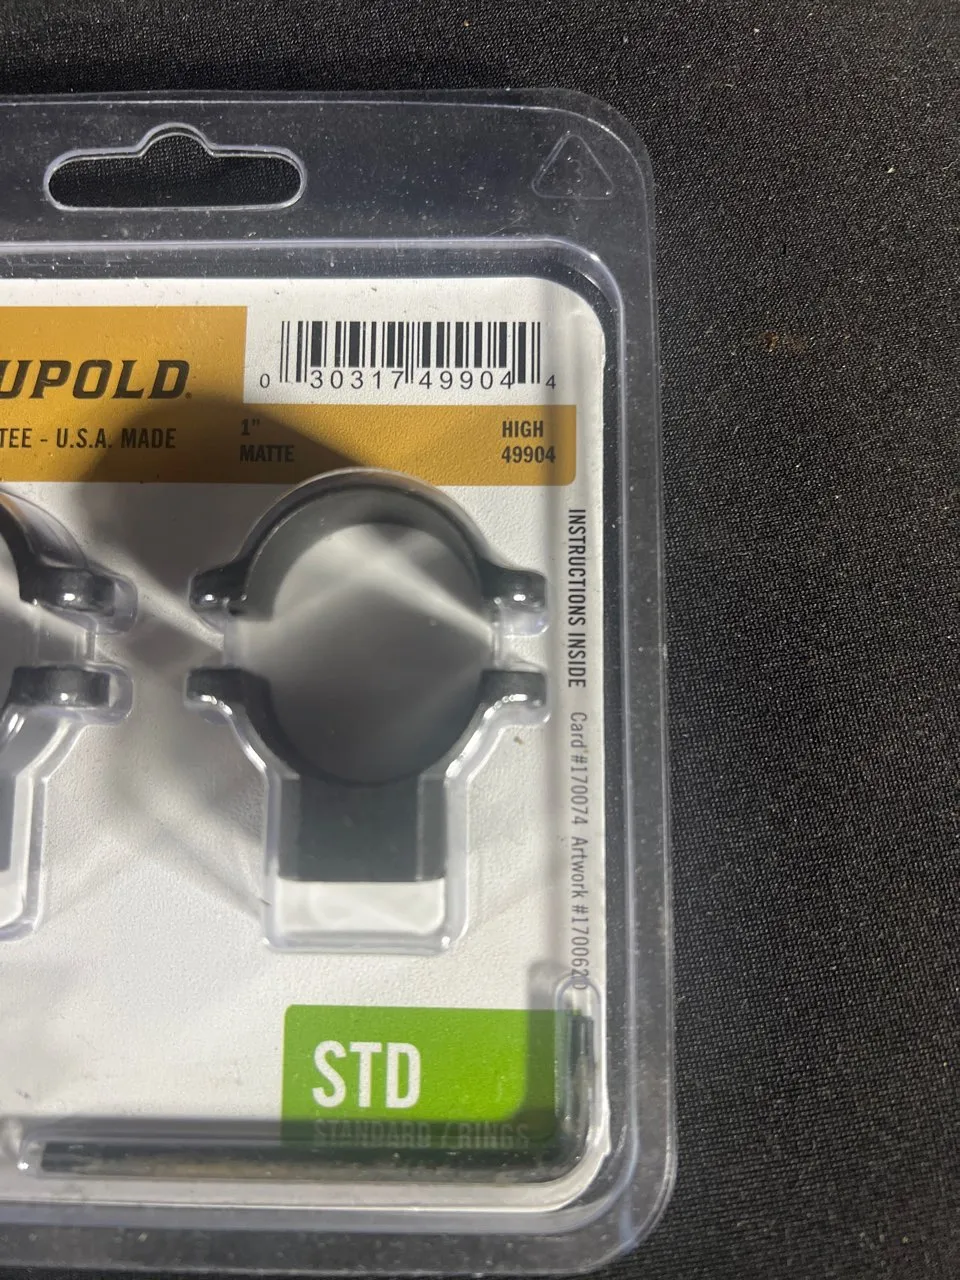 UPOLD.
TEE - U.S.A. MADE
0 30317 49904 4
1"
MATTE
HIGH
49904
INSTRUCTIONS INSIDE Card #170074 Artwork #170062
STD
STANDARD / RINGS